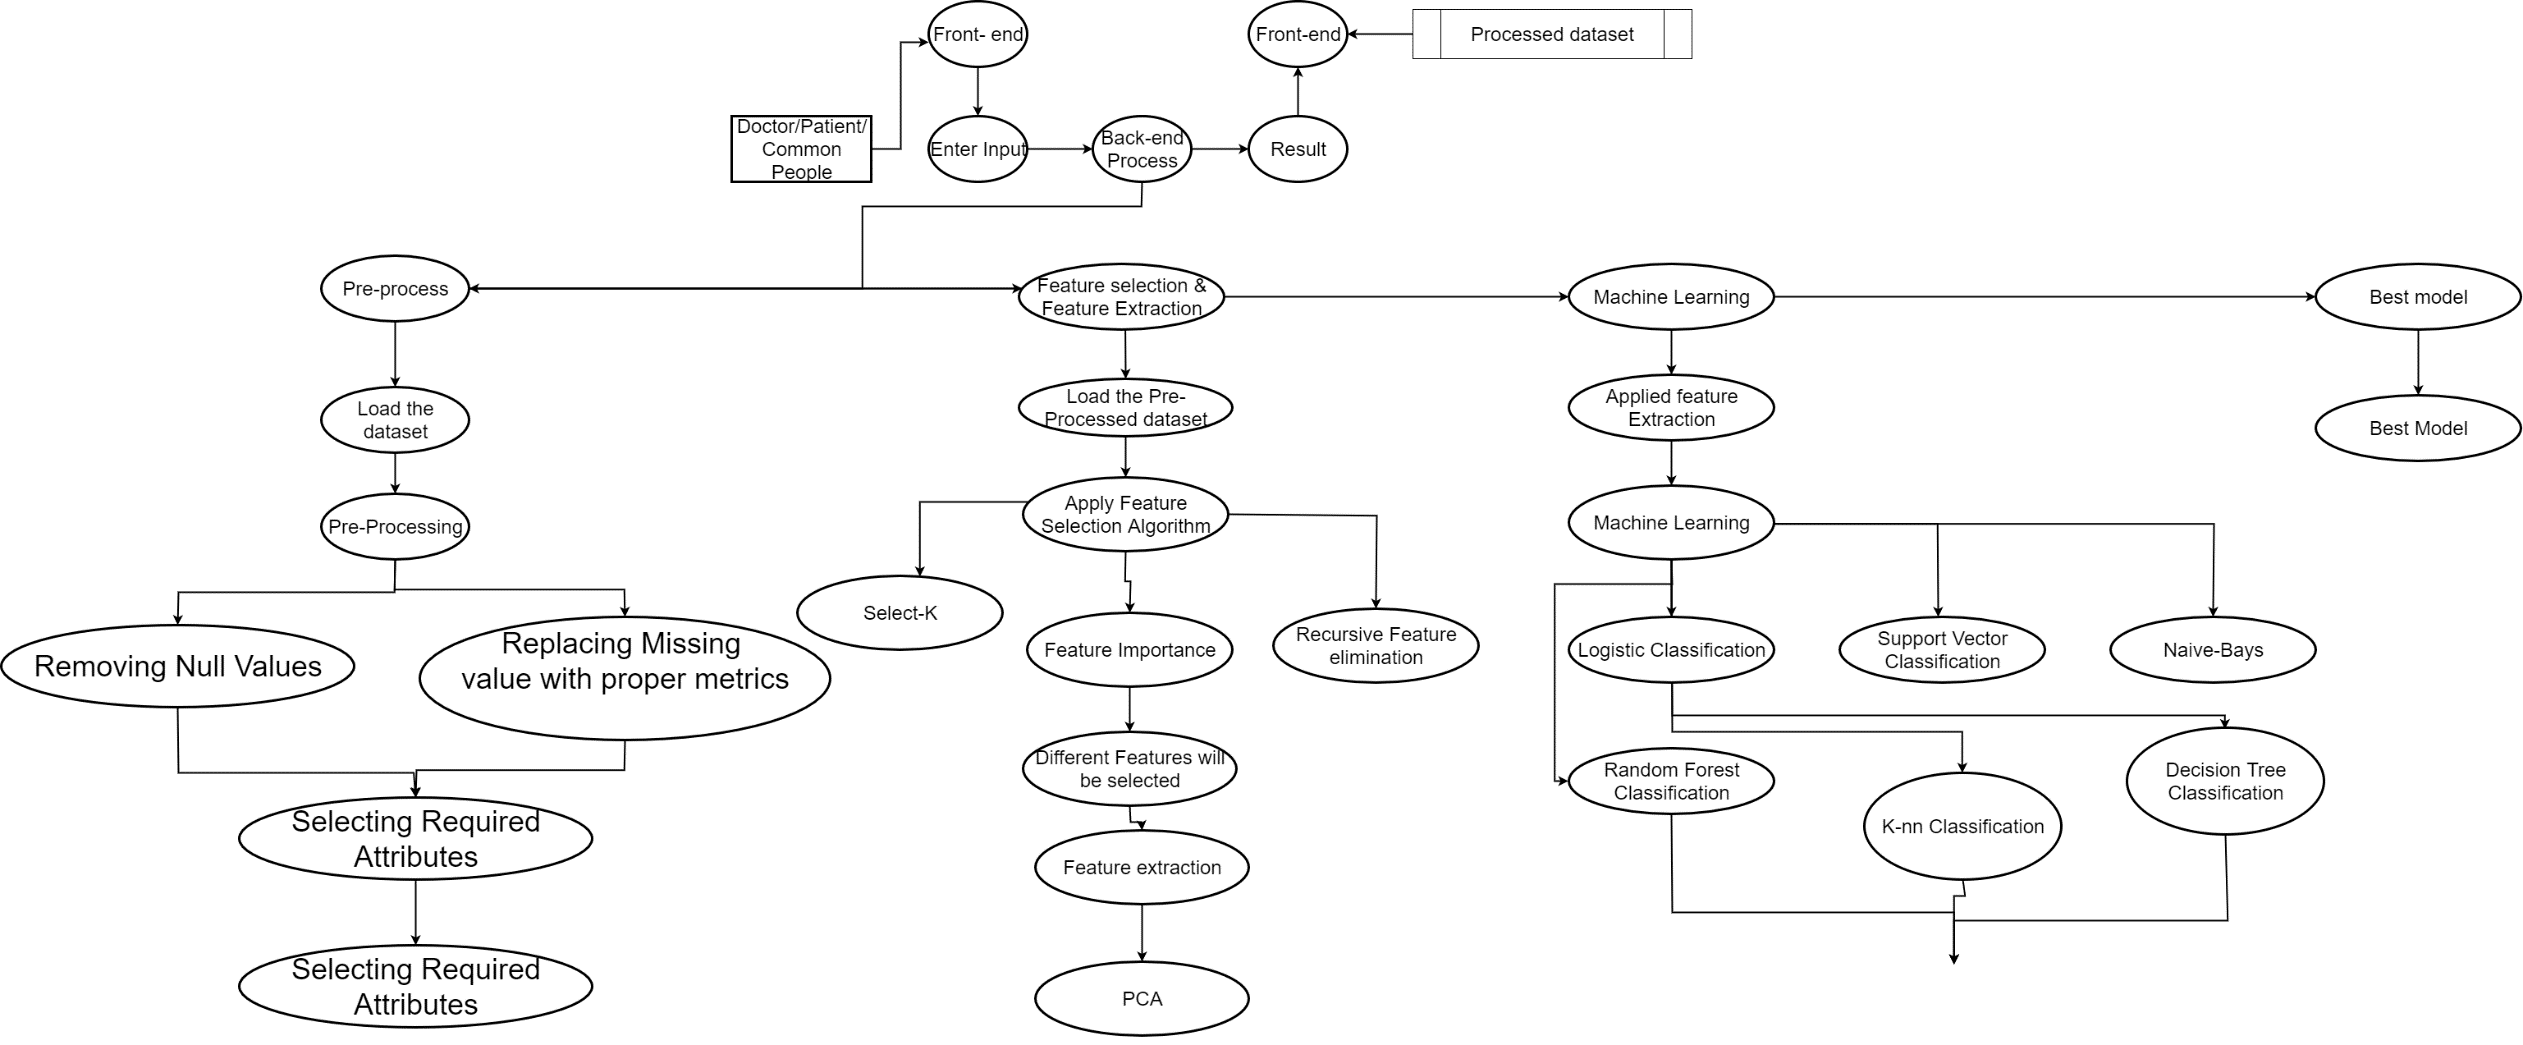 Front- end
Front-end
Processed dataset
Doctor/Patient/
Common
People
Enter Input
Back-end
Process
Result
Pre-process
Feature selection &
Feature Extraction
Machine Learning
Best model
Load the
dataset
Load the Pre-
Processed dataset
Applied feature
Extraction
Best Model
Pre-Processing
Apply Feature
Selection Algorithm
Machine Learning
Removing Null Values
Replacing Missing
value with proper metrics
Select-K
Feature Importance
Recursive Feature
elimination
Logistic Classification
Support Vector
Classification
Naive-Bays
Different Features will
be selected
Random Forest
Classification
K-nn Classification
Decision Tree
Classification
Selecting Required
Attributes
Feature extraction
Selecting Required
Attributes
PCA